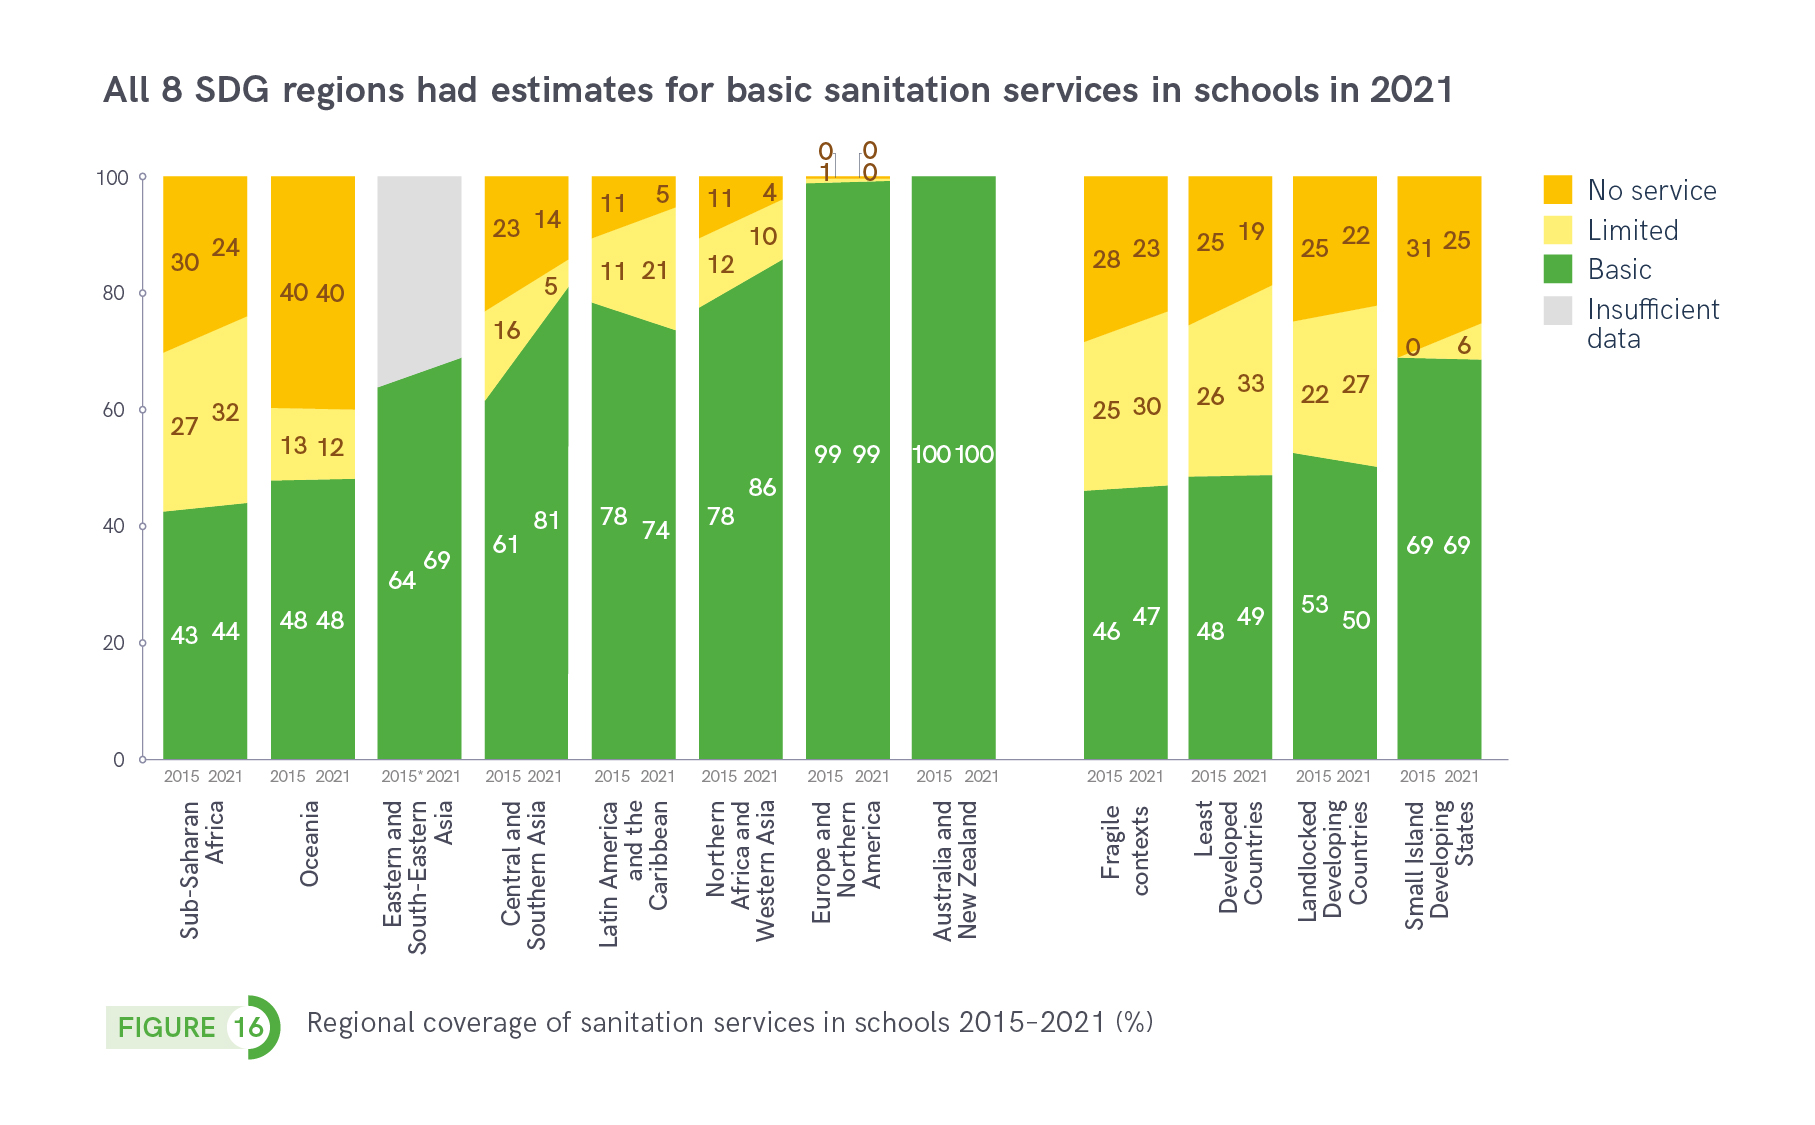 All 8 SDG regions had estimates for basic sanitation services in schools in 2021
100
80
60
40
20
0
30 24
27 32
43 44
2015 2021
Sub-Saharan
Africa
40 40
13 12
48 48
2015 2021
Oceania
64 69
2015* 2021
Eastern and
South-Eastern
Asia
23 14
16 5
61 81
2015 2021
Central and
Southern Asia
11 5
11 21
78 74
2015 2021
Latin America
and the
Caribbean
11 4
12 10
78 86
2015 2021
Northern
Africa and
Western Asia
0 0
1 0
99 99
2015 2021
Europe and
Northern
America
100 100
2015 2021
Australia and
New Zealand
28 23
25 30
46 47
2015 2021
Fragile
contexts
25 19
26 33
48 49
2015 2021
Least
Developed
Countries
25 22
22 27
53 50
2015 2021
Landlocked
Developing
Countries
31 25
0 6
69 69
2015 2021
Small Island
Developing
States
No service
Limited
Basic
Insufficient
data
FIGURE 16
Regional coverage of sanitation services in schools 2015–2021 (%)